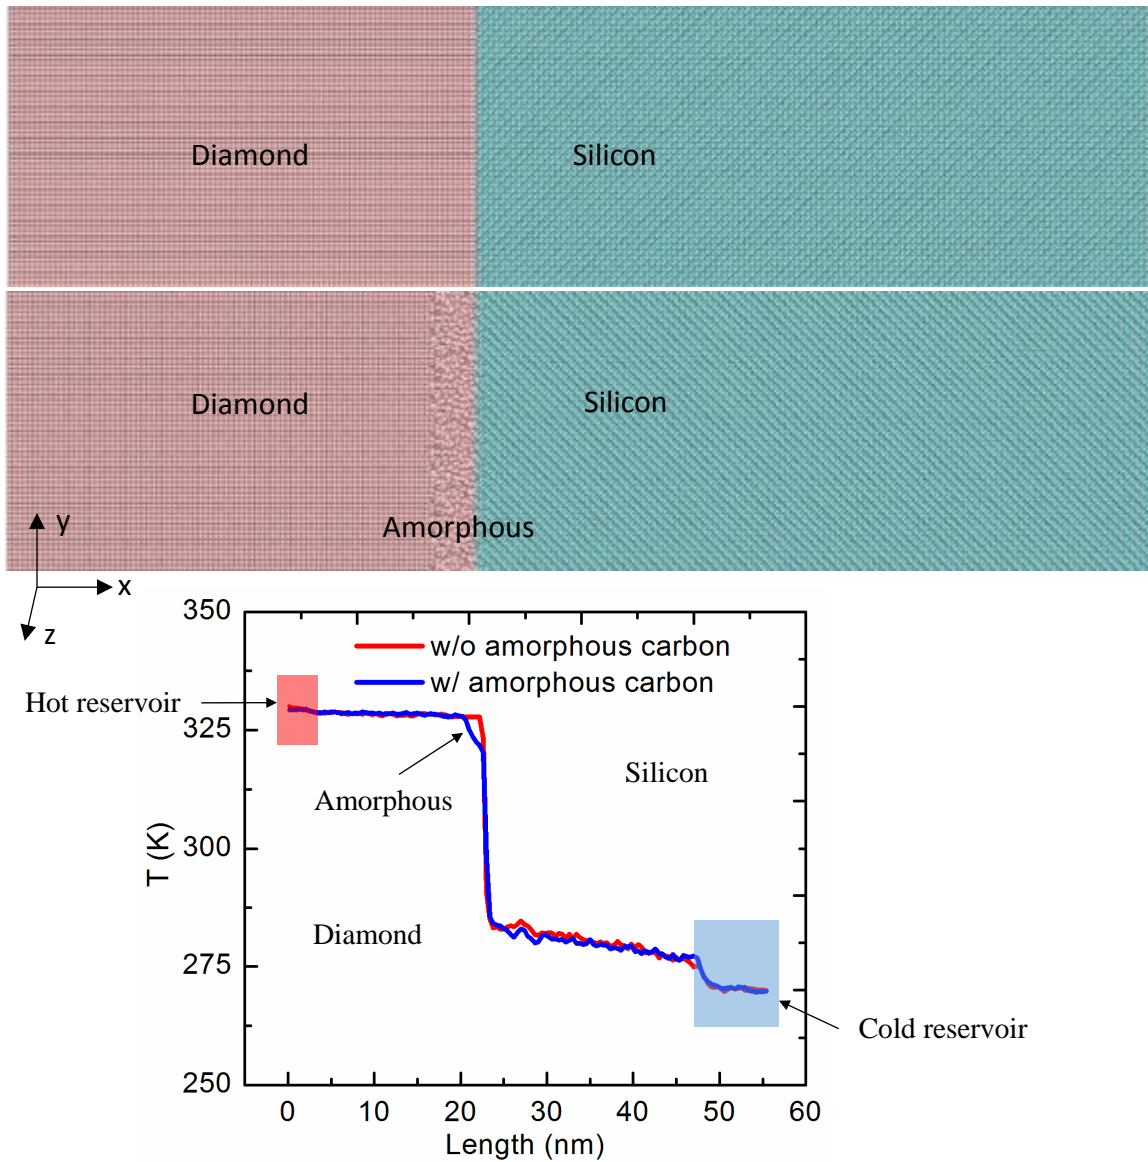 Diamond
Silicon
Diamond
Silicon
Amorphous
y
x
z
350
w/o amorphous carbon
w/ amorphous carbon
Hot reservoir
325
Silicon
Amorphous
T (K)
300
Diamond
275
Cold reservoir
250
0 10 20 30 40 50 60
Length (nm)